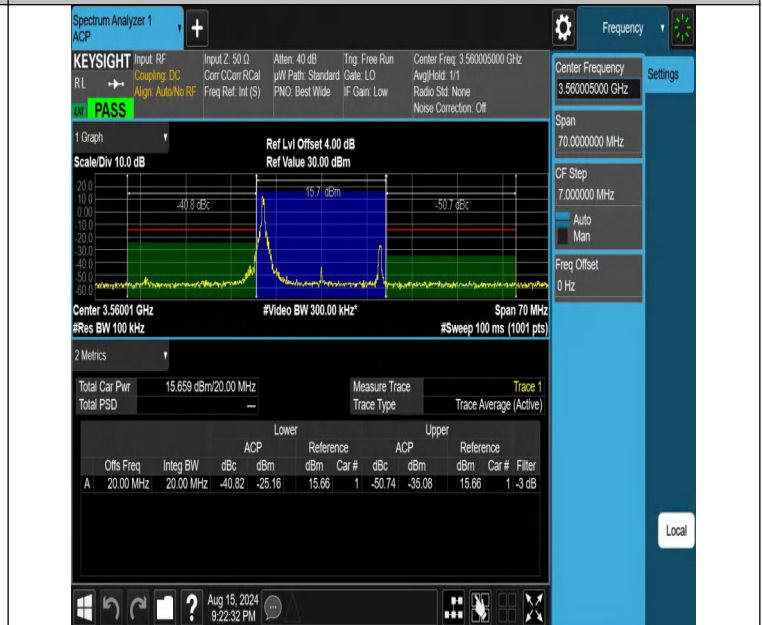 Spectrum Analyzer 1
ACP
+
Frequency
KEYSIGHT Input: RF Input Z: 50 Ω Atten: 40 dB Trig: Free Run Center Freq: 3.560005000 GHz
RL Coupling: DC Corr CCorr RCal µW Path: Standard Gate: LO Avg|Hold: 1/1
Align: Auto/No RF Freq Ref: Int (S) PNO: Best Wide IF Gain: Low Radio Std: None
PASS Noise Correction: Off
Center Frequency
3.560005000 GHz
Settings
Span
70.0000000 MHz
CF Step
7.000000 MHz
Auto
Man
Freq Offset
0 Hz
1 Graph
Scale/Div 10.0 dB
Ref Lvl Offset 4.00 dB
Ref Value 30.00 dBm
20.0
10.0
0.00
-10.0
-20.0
-30.0
-40.0
-50.0
-60.0
-40.8 dBc
15.7 dBm
-50.7 dBc
Center 3.56001 GHz #Video BW 300.00 kHz* Span 70 MHz
#Res BW 100 kHz #Sweep 100 ms (1001 pts)
2 Metrics
Total Car Pwr 15.659 dBm/20.00 MHz Measure Trace Trace 1
Total PSD --- Trace Type Trace Average (Active)
Lower Upper
ACP Reference ACP Reference
Offs Freq Integ BW dBc dBm dBm Car # dBc dBm dBm Car # Filter
A 20.00 MHz 20.00 MHz -40.82 -25.16 15.66 1 -50.74 -35.08 15.66 1 -3 dB
Local
?
Aug 15, 2024
9:22:32 PM